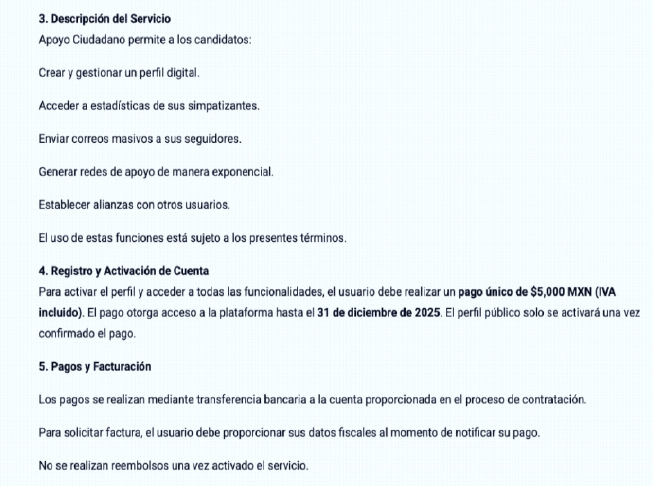 3. Descripción del Servicio
Apoyo Ciudadano permite a los candidatos:
Crear y gestionar un perfil digital.
Acceder a estadísticas de sus simpatizantes.
Enviar correos masivos a sus seguidores.
Generar redes de apoyo de manera exponencial.
Establecer alianzas con otros usuarios.
El uso de estas funciones está sujeto a los presentes términos.
4. Registro y Activación de Cuenta
Para activar el perfil y acceder a todas las funcionalidades, el usuario debe realizar un pago único de $5,000 MXN (IVA
incluido). El pago otorga acceso a la plataforma hasta el 31 de diciembre de 2025. El perfil público solo se activará una vez
confirmado el pago.
5. Pagos y Facturación
Los pagos se realizan mediante transferencia bancaria a la cuenta proporcionada en el proceso de contratación.
Para solicitar factura, el usuario debe proporcionar sus datos fiscales al momento de notificar su pago.
No se realizan reembolsos una vez activado el servicio.